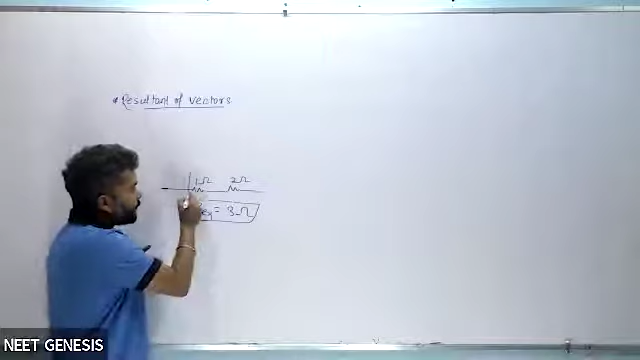 Resultant of vectors
1Ω 2Ω
= 3Ω
NEET GENESIS